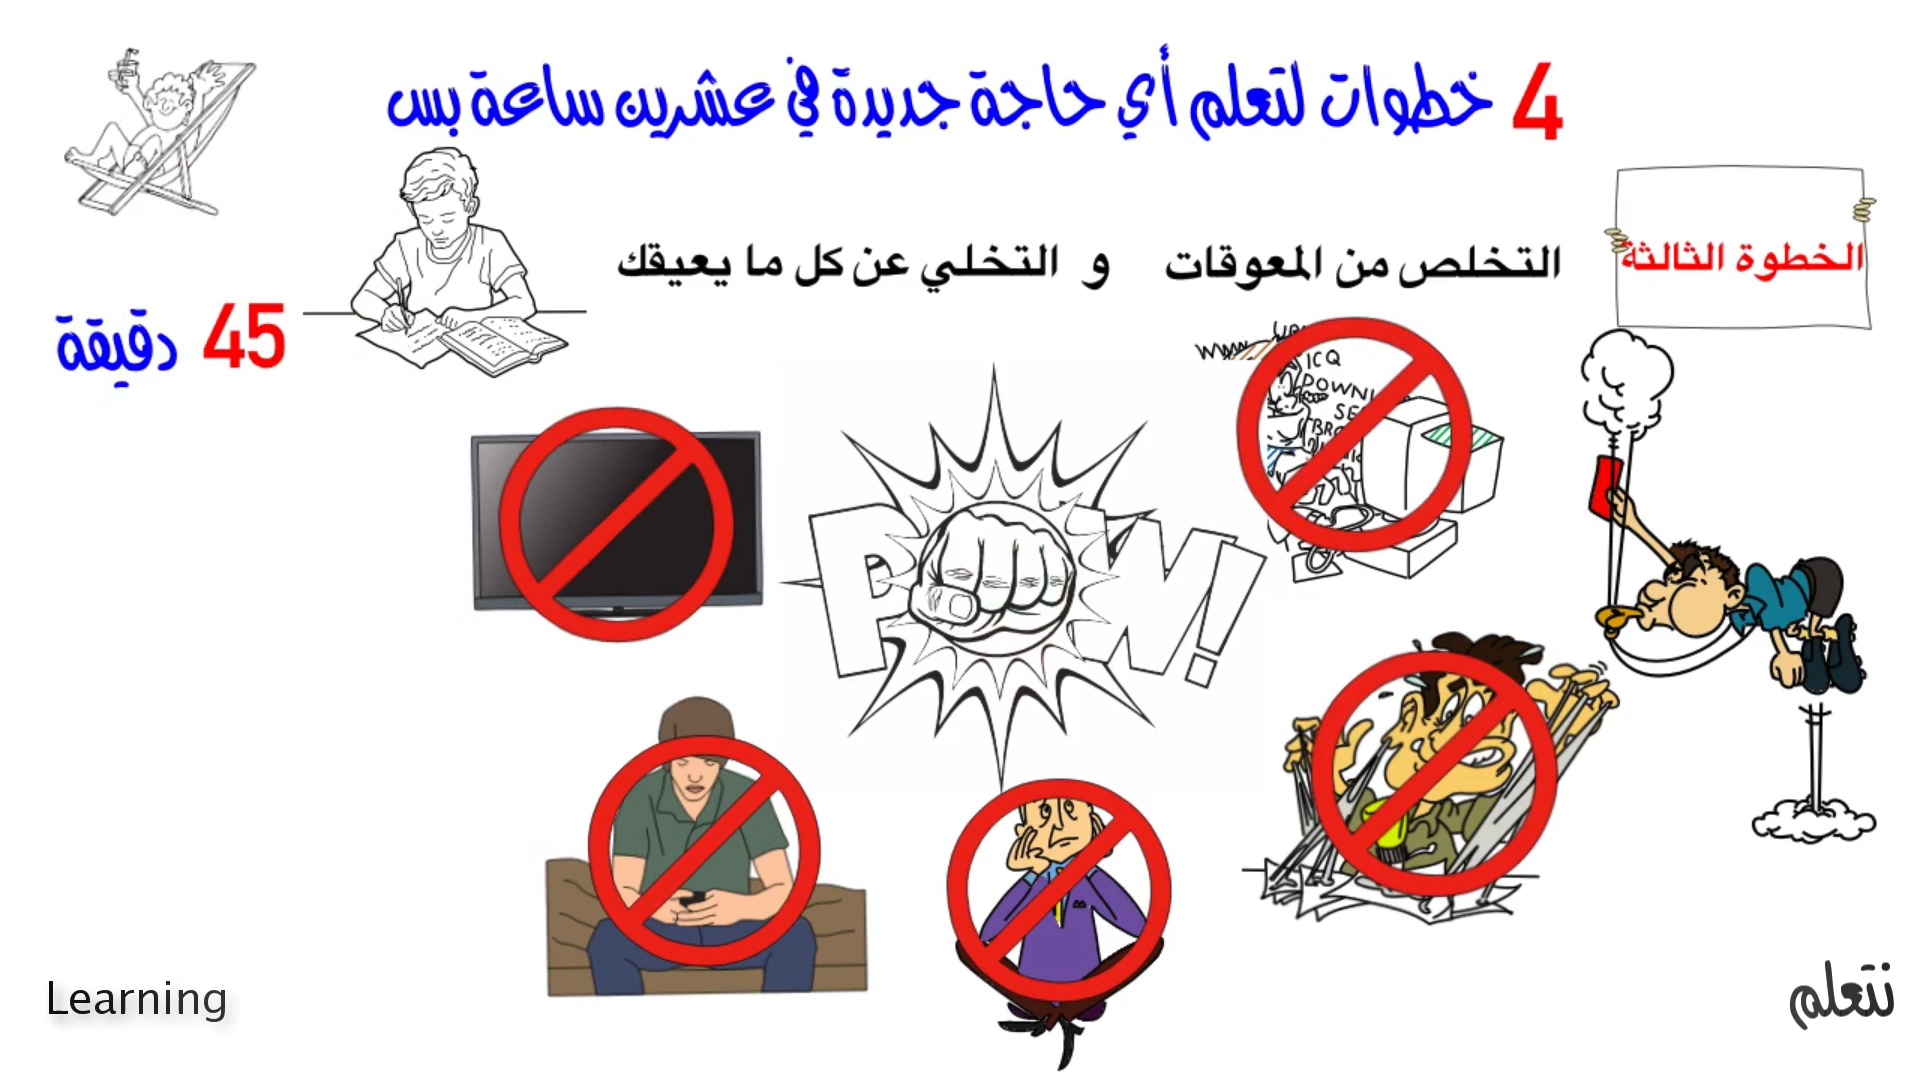 4 خطوات لتعلم أي حاجة جديدة في عشرين ساعة بس
الخطوة الثالثة
التخلص من المعوقات و التخلي عن كل ما يعيقك
45 دقيقة
WWW
ICQ
POW!
Learning
نتعلم